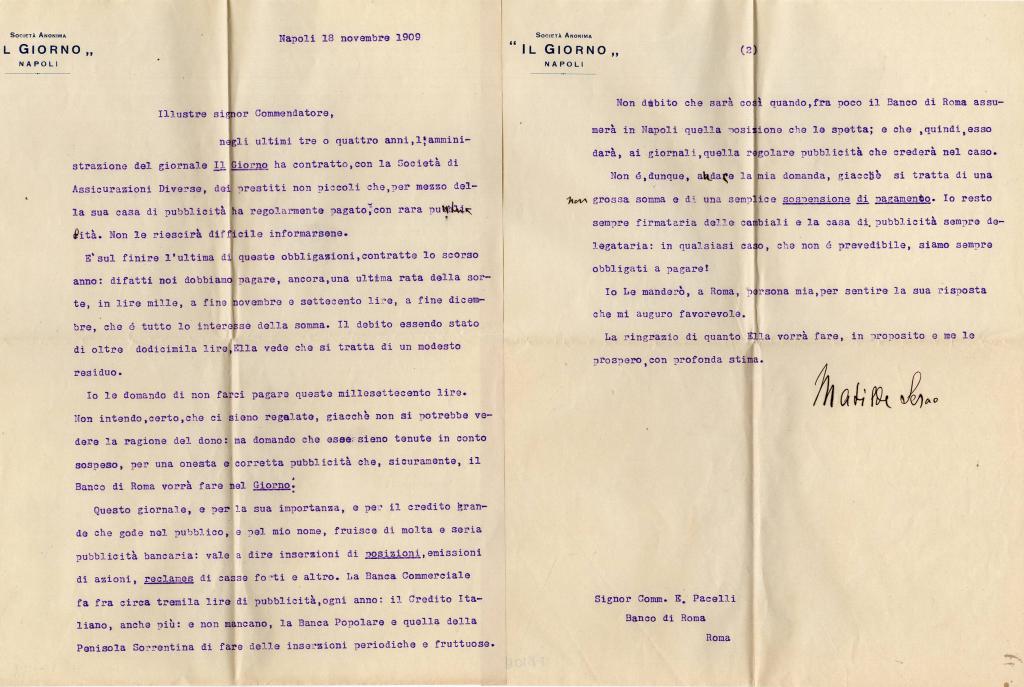 SOCIETÀ ANONIMA
L GIORNO „
NAPOLI
Napoli 18 novembre 1909
Illustre signor Commendatore,
negli ultimi tre o quattro anni,l'ammini-
strazione del giornale Il Giorno ha contratto,con la Società di
Assicurazioni Diverse, dei prestiti non piccoli che,per mezzo del-
la sua casa di pubblicità ha regolarmente pagato,con rara
Non le riescirà difficile informarsene.
E' sul finire l'ultima di queste obbligazioni,contratte lo scorso
anno: difatti noi dobbiamo pagare, ancora,una ultima rata della sor-
te, in lire mille, a fine novembre e settecento lire, a fine dicem-
bre, che é tutto lo interesse della somma. Il debito essendo stato
di oltre dodicimila lire,Ella vede che si tratta di un modesto
residuo.
Io le domando di non farci pagare queste millesettecento lire.
Non intendo,certo,che ci sieno regalate, giacchè non si potrebbe ve-
dere la ragione del dono: ma domando che esse sieno tenute in conto
sospeso, per una onesta e corretta pubblicità che, sicuramente, il
Banco di Roma vorrà fare nel Giorno.
Questo giornale, e per la sua importanza, e per il credito gran-
de che gode nel pubblico, e pel mio nome, fruisce di molta e seria
pubblicità bancaria: vale a dire inserzioni di posizioni,emissioni
di azioni, reclames di casse forti e altro. La Banca Commerciale
fa fra circa tremila lire di pubblicità,ogni anno: il Credito Ita-
liano, anche più: e non mancano, la Banca Popolare e quella della
Penisola Sorrentina di fare delle inserzioni periodiche e fruttuose.
SOCIETÀ ANONIMA
“ IL GIORNO „
NAPOLI
(2)
Non dubito che sarà così quando,fra poco il Banco di Roma assu-
merà in Napoli quella posizione che le spetta; e che ,quindi,esso
darà, ai giornali,quella regolare pubblicità che crederà nel caso.
Non é,dunque, la mia domanda, giacchè non si tratta di una
grossa somma e di una semplice sospensione di pagamento. Io resto
sempre firmataria delle cambiali e la casa di pubblicità sempre de-
legataria: in qualsiasi caso, che non é prevedibile, siamo sempre
obbligati a pagare!
Io Le manderò, a Roma, persona mia,per sentire la sua risposta
che mi auguro favorevole.
La ringrazio di quanto Ella vorrà fare, in proposito e me le
prospero,con profonda stima.
Matilde Serao
Signor Comm. E. Pacelli
Banco di Roma
Roma